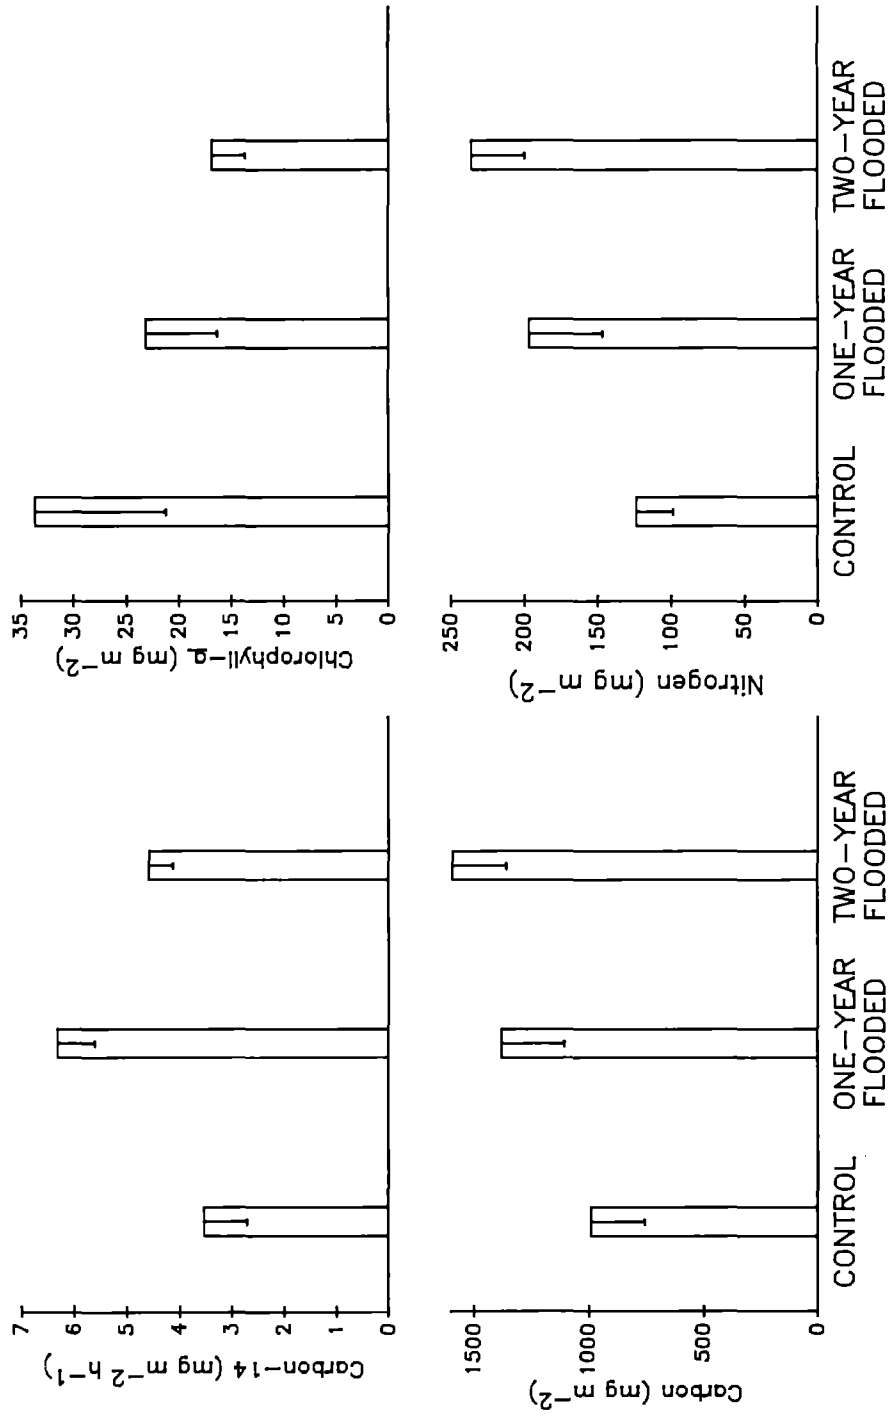 7
6
5
4
3
2
1
0
Carbon-14 (mg m⁻² h⁻¹)
35
30
25
20
15
10
5
0
Chlorophyll-a (mg m⁻²)
1500
1000
500
0
Carbon (mg m⁻²)
CONTROL
ONE-YEAR
FLOODED
TWO-YEAR
FLOODED
250
200
150
100
50
0
Nitrogen (mg m⁻²)
CONTROL
ONE-YEAR
FLOODED
TWO-YEAR
FLOODED